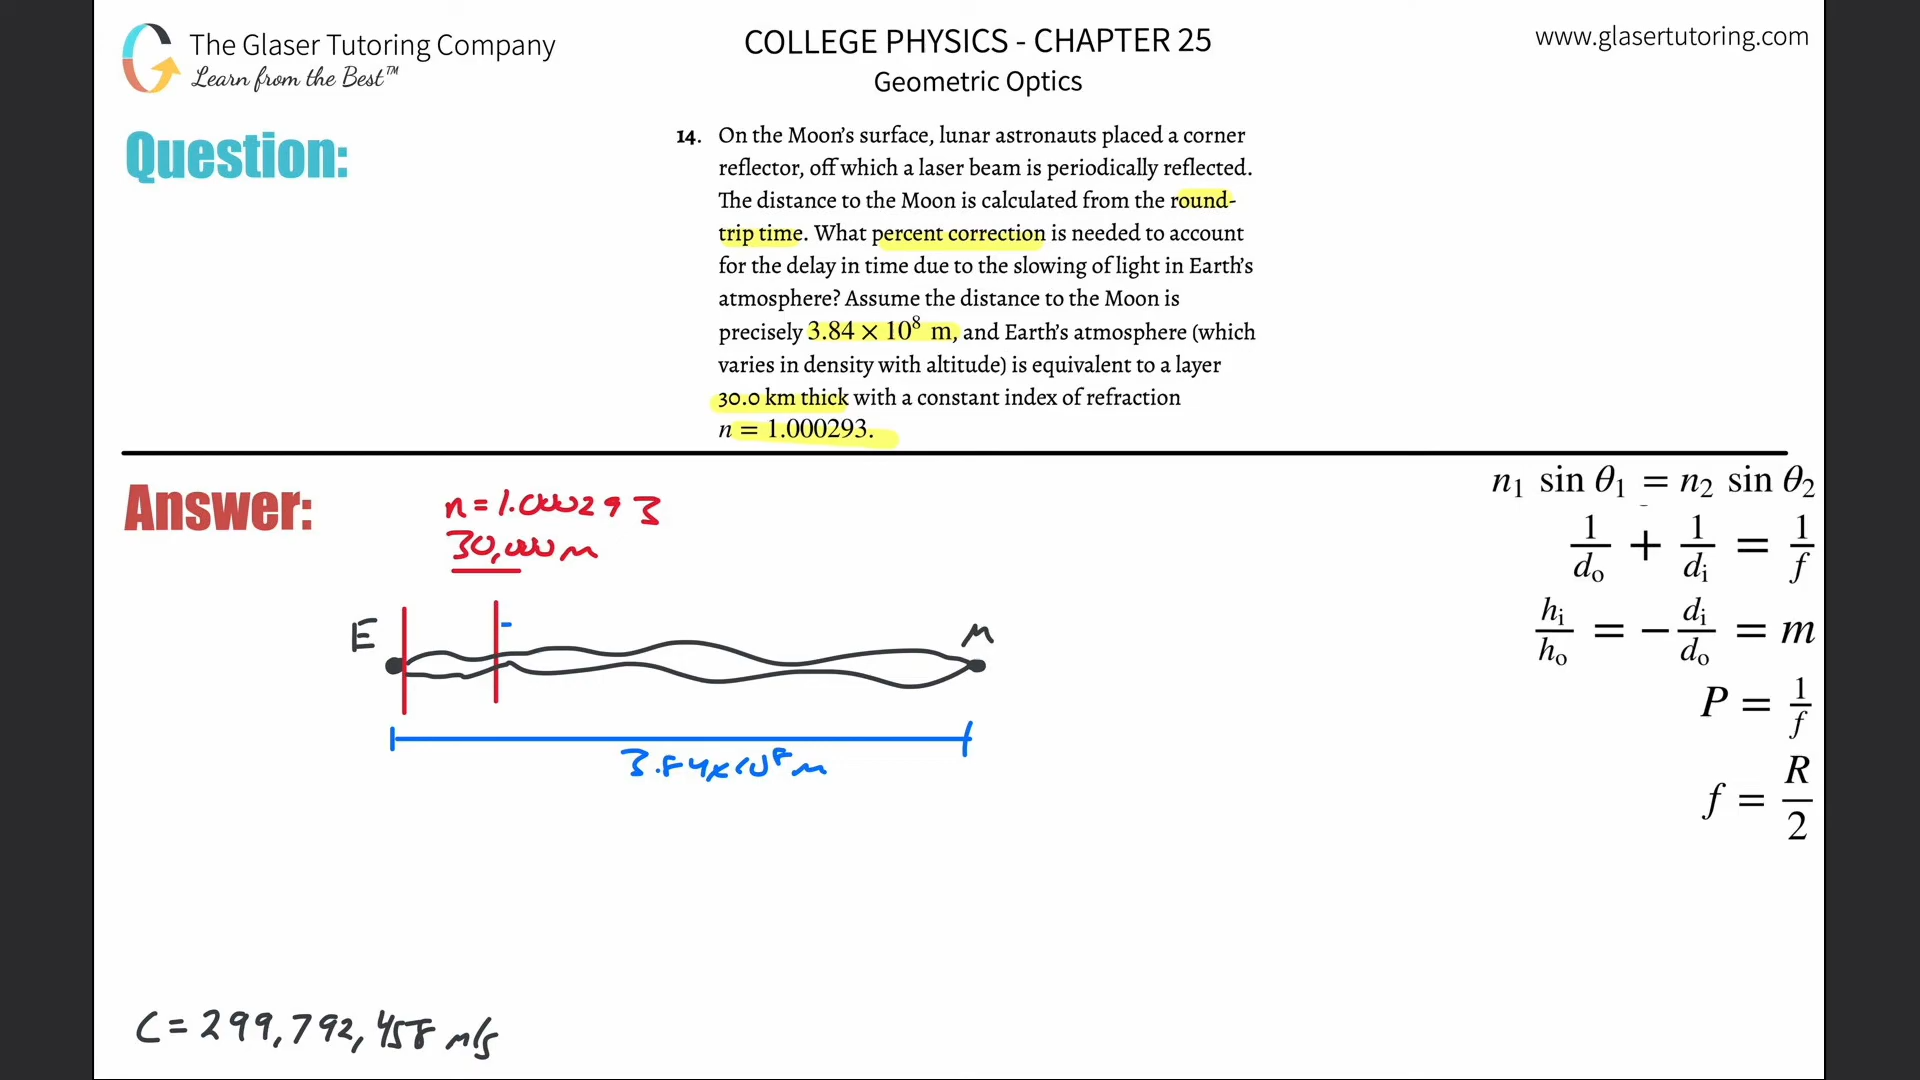 The Glaser Tutoring Company
Learn from the Best™
COLLEGE PHYSICS - CHAPTER 25
Geometric Optics
www.glasertutoring.com
Question:
14. On the Moon's surface, lunar astronauts placed a corner
reflector, off which a laser beam is periodically reflected.
The distance to the Moon is calculated from the round-
trip time. What percent correction is needed to account
for the delay in time due to the slowing of light in Earth's
atmosphere? Assume the distance to the Moon is
precisely 3.84 × 10⁸ m, and Earth's atmosphere (which
varies in density with altitude) is equivalent to a layer
30.0 km thick with a constant index of refraction
n = 1.000293.
Answer:
n = 1.000293
30,000 m
E
M
3.84 x 10⁸ m
C = 299,792,458 m/s
n₁ sin θ₁ = n₂ sin θ₂
1/dₒ + 1/dᵢ = 1/f
hᵢ/hₒ = −dᵢ/dₒ = m
P = 1/f
f = R/2